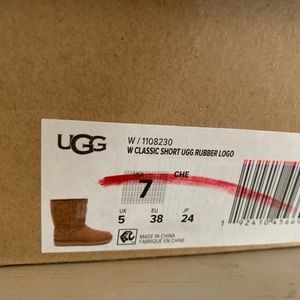 UGG
W / 1108230
W CLASSIC SHORT UGG RUBBER LOGO
USA
7
CHE
UK EU JP
5 38 24
MADE IN CHINA
FABRIQUÉ EN CHINE